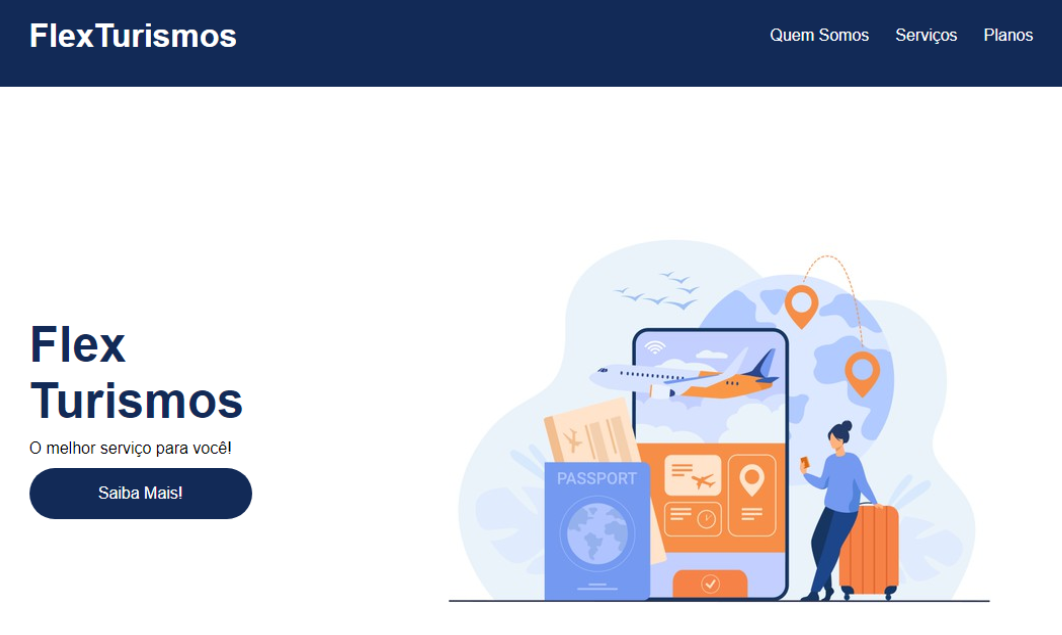 FlexTurismos
Quem Somos Serviços Planos
Flex
Turismos
O melhor serviço para você!
Saiba Mais!
PASSPORT